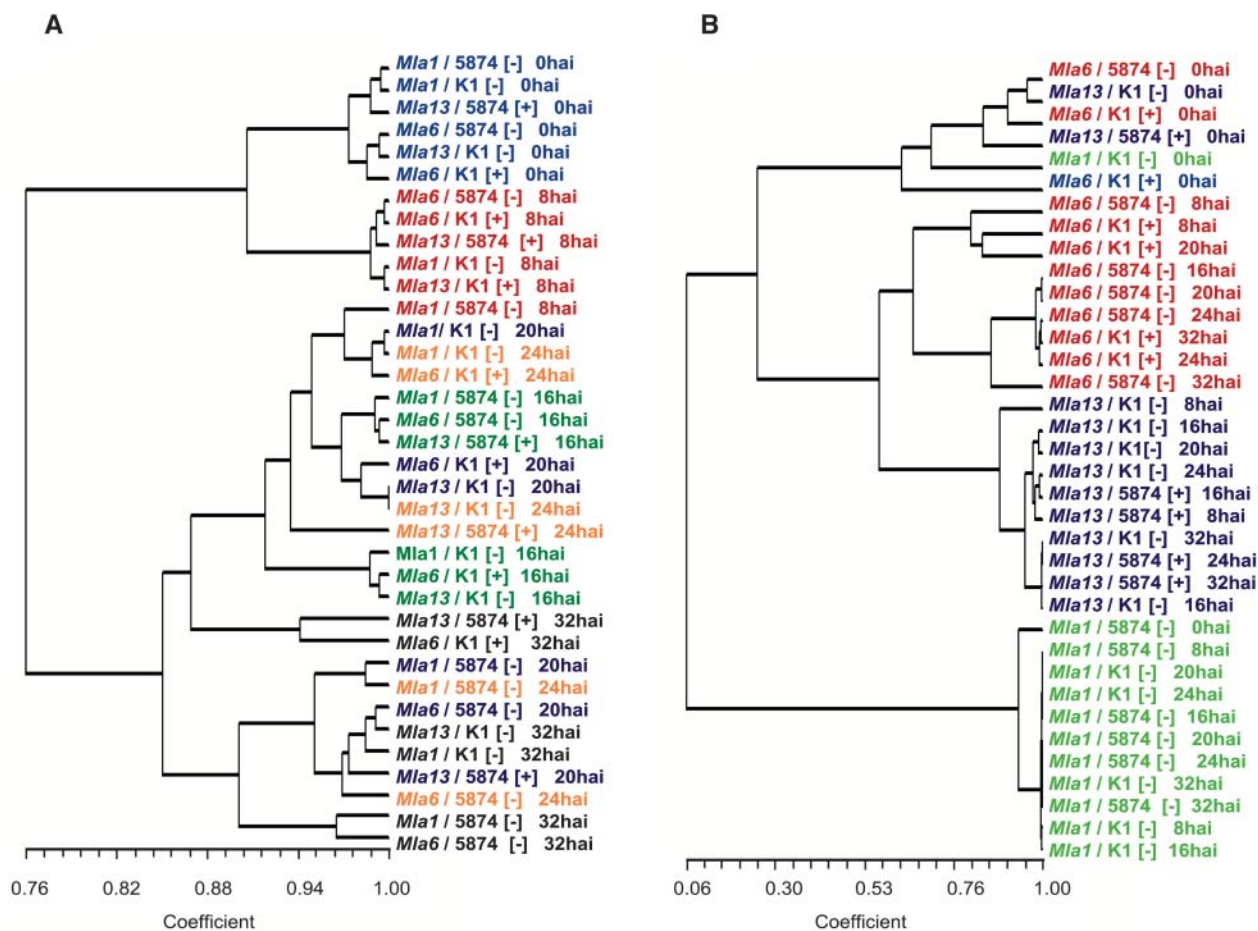 A
Mla1 / 5874 [-] 0hai
Mla1 / K1 [-] 0hai
Mla13 / 5874 [+] 0hai
Mla6 / 5874 [-] 0hai
Mla13 / K1 [-] 0hai
Mla6 / K1 [+] 0hai
Mla6 / 5874 [-] 8hai
Mla6 / K1 [+] 8hai
Mla13 / 5874 [+] 8hai
Mla1 / K1 [-] 8hai
Mla13 / K1 [+] 8hai
Mla1 / 5874 [-] 8hai
Mla1/ K1 [-] 20hai
Mla1 / K1 [-] 24hai
Mla6 / K1 [+] 24hai
Mla1 / 5874 [-] 16hai
Mla6 / 5874 [-] 16hai
Mla13 / 5874 [+] 16hai
Mla6 / K1 [+] 20hai
Mla13 / K1 [-] 20hai
Mla13 / K1 [-] 24hai
Mla13 / 5874 [+] 24hai
Mla1 / K1 [-] 16hai
Mla6 / K1 [+] 16hai
Mla13 / K1 [-] 16hai
Mla13 / 5874 [+] 32hai
Mla6 / K1 [+] 32hai
Mla1 / 5874 [-] 20hai
Mla1 / 5874 [-] 24hai
Mla6 / 5874 [-] 20hai
Mla13 / K1 [-] 32hai
Mla1 / K1 [-] 32hai
Mla13 / 5874 [+] 20hai
Mla6 / 5874 [-] 24hai
Mla1 / 5874 [-] 32hai
Mla6 / 5874 [-] 32hai
0.76 0.82 0.88 0.94 1.00
Coefficient
B
Mla6 / 5874 [-] 0hai
Mla13 / K1 [-] 0hai
Mla6 / K1 [+] 0hai
Mla13 / 5874 [+] 0hai
Mla1 / K1 [-] 0hai
Mla6 / K1 [+] 0hai
Mla6 / 5874 [-] 8hai
Mla6 / K1 [+] 8hai
Mla6 / K1 [+] 20hai
Mla6 / 5874 [-] 16hai
Mla6 / 5874 [-] 20hai
Mla6 / 5874 [-] 24hai
Mla6 / K1 [+] 32hai
Mla6 / K1 [+] 24hai
Mla6 / 5874 [-] 32hai
Mla13 / K1 [-] 8hai
Mla13 / K1 [-] 16hai
Mla13 / K1[-] 20hai
Mla13 / K1 [-] 24hai
Mla13 / 5874 [+] 16hai
Mla13 / 5874 [+] 8hai
Mla13 / K1 [-] 32hai
Mla13 / 5874 [+] 24hai
Mla13 / 5874 [+] 32hai
Mla13 / K1 [-] 16hai
Mla1 / 5874 [-] 0hai
Mla1 / 5874 [-] 8hai
Mla1 / K1 [-] 20hai
Mla1 / K1 [-] 24hai
Mla1 / 5874 [-] 16hai
Mla1 / 5874 [-] 20hai
Mla1 / 5874 [-] 24hai
Mla1 / K1 [-] 32hai
Mla1 / 5874 [-] 32hai
Mla1 / K1 [-] 8hai
Mla1 / K1 [-] 16hai
0.06 0.30 0.53 0.76 1.00
Coefficient